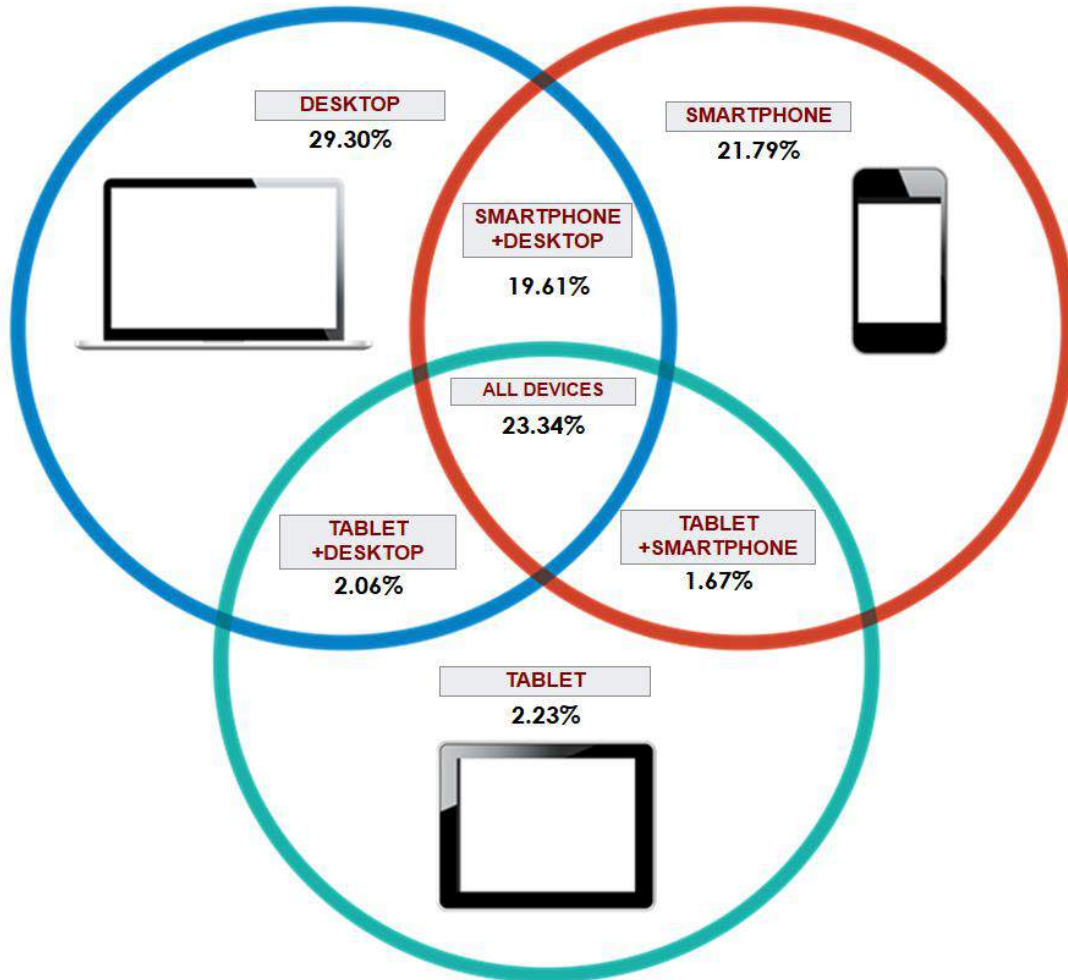 DESKTOP
29.30%
SMARTPHONE
21.79%
SMARTPHONE
+DESKTOP
19.61%
ALL DEVICES
23.34%
TABLET
+DESKTOP
2.06%
TABLET
+SMARTPHONE
1.67%
TABLET
2.23%